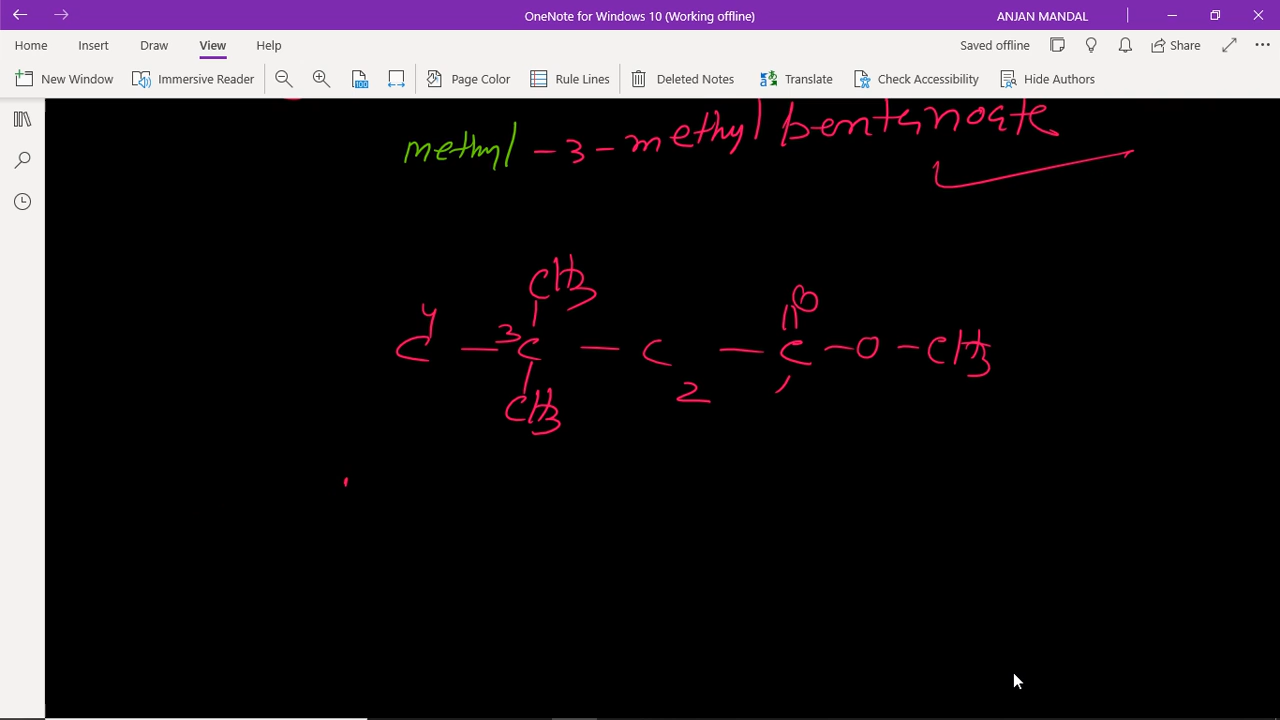 OneNote for Windows 10 (Working offline)
ANJAN MANDAL
Home Insert Draw View Help
Saved offline Share
New Window Immersive Reader Page Color Rule Lines Deleted Notes Translate Check Accessibility Hide Authors
methyl - 3 - methyl pentanoate
CH3
4 3 O
C — C — C — C - O - CH3
2
CH3